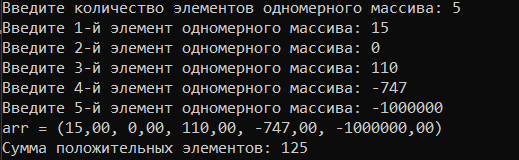 Введите количество элементов одномерного массива: 5
Введите 1-й элемент одномерного массива: 15
Введите 2-й элемент одномерного массива: 0
Введите 3-й элемент одномерного массива: 110
Введите 4-й элемент одномерного массива: -747
Введите 5-й элемент одномерного массива: -1000000
arr = (15,00, 0,00, 110,00, -747,00, -1000000,00)
Сумма положительных элементов: 125